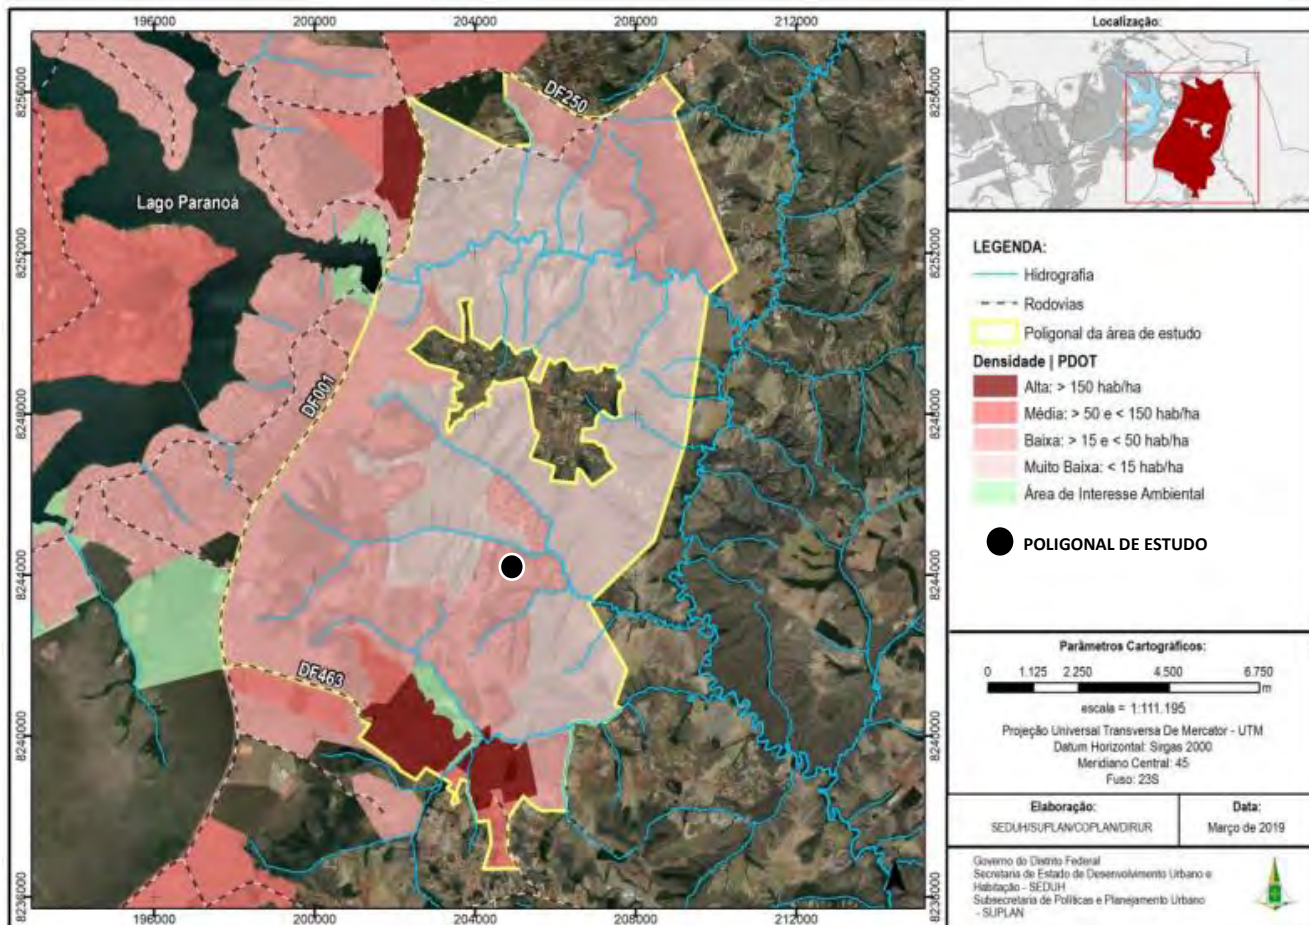 196000
200000
204000
208000
212000
8256000
8252000
8248000
8244000
8240000
8236000
8256000
8252000
8248000
8244000
8240000
8236000
DF250
Lago Paranoá
DF001
DF463
196000
200000
204000
208000
212000
Localização:
LEGENDA:
Hidrografia
Rodovias
Poligonal da área de estudo
Densidade | PDOT
Alta: > 150 hab/ha
Média: > 50 e < 150 hab/ha
Baixa: > 15 e < 50 hab/ha
Muito Baixa: < 15 hab/ha
Área de Interesse Ambiental
POLIGONAL DE ESTUDO
Parâmetros Cartográficos:
0 1.125 2.250 4.500 6.750
m
escala = 1:111.195
Projeção Universal Transversa De Mercator - UTM
Datum Horizontal: Sirgas 2000
Meridiano Central: 45
Fuso: 23S
Elaboração:
SEDUH/SUPLAN/COPLAN/DIRUR
Data:
Março de 2019
Governo do Distrito Federal
Secretaria de Estado de Desenvolvimento Urbano e
Habitação - SEDUH
Subsecretaria de Políticas e Planejamento Urbano
- SUPLAN